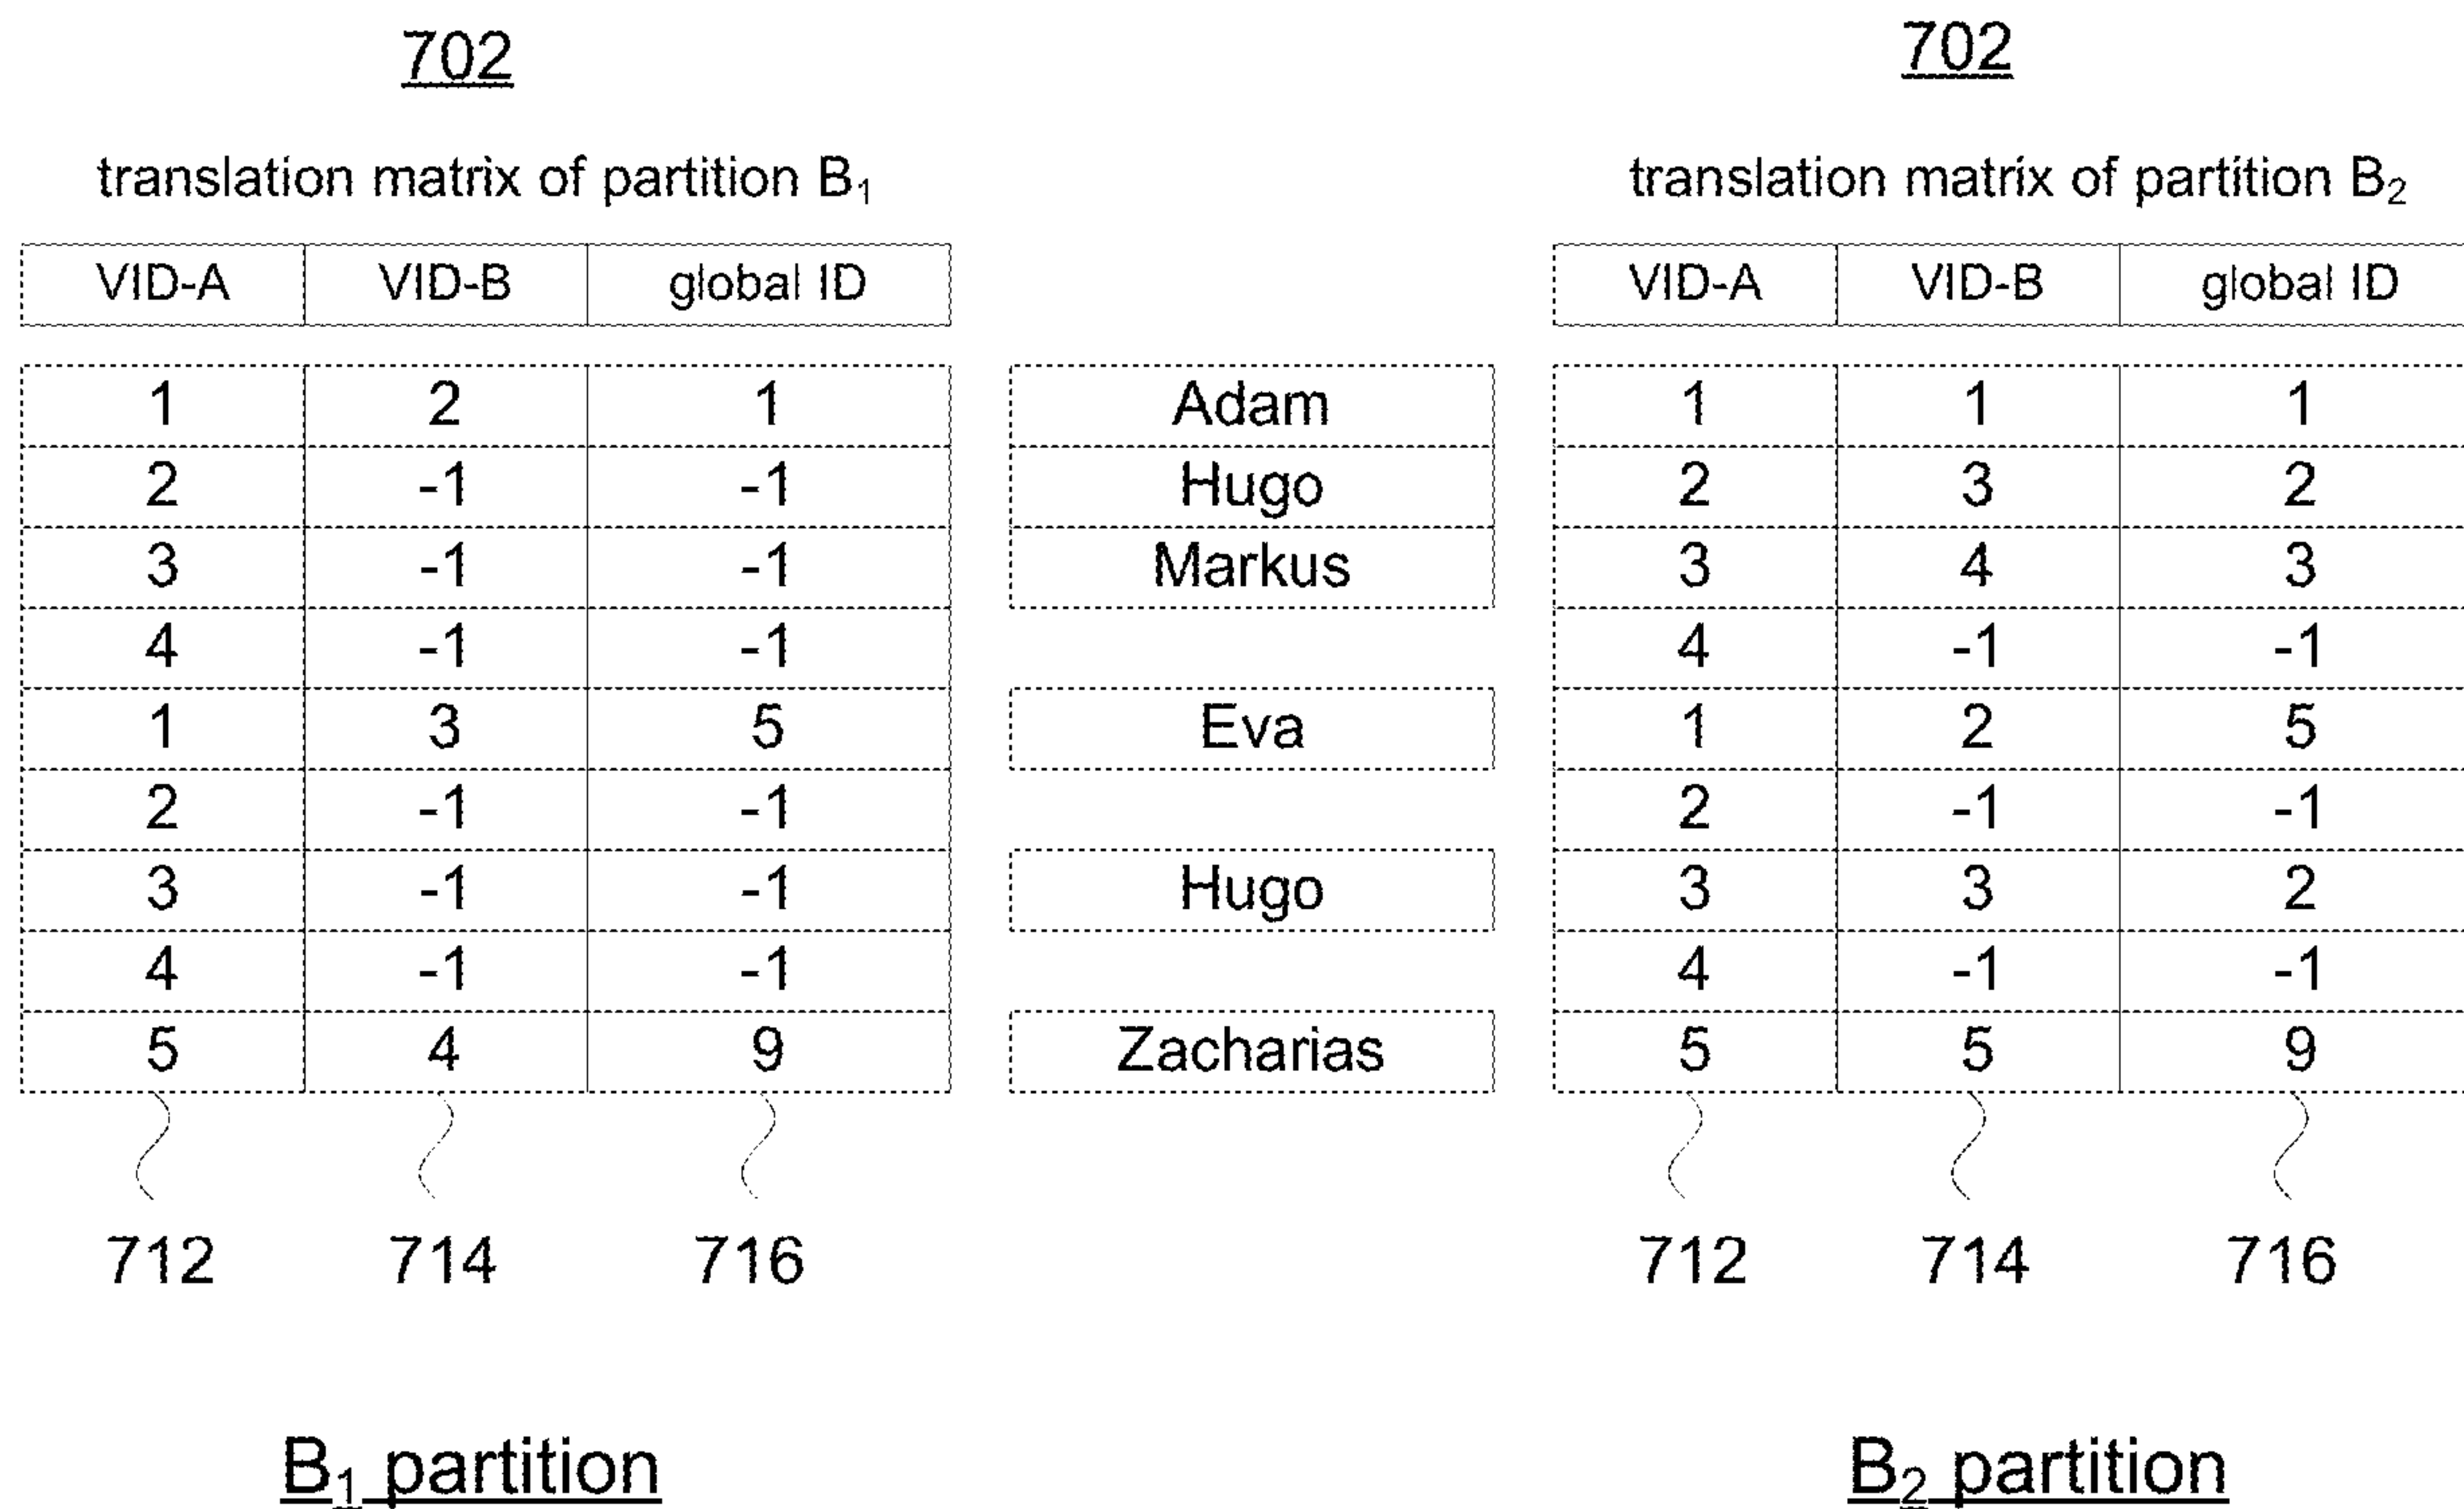 702 702
translation matrix of partition B₁ translation matrix of partition B₂
VID-A VID-B global ID VID-A VID-B global ID
1 2 1 Adam 1 1 1
2 -1 -1 Hugo 2 3 2
3 -1 -1 Markus 3 4 3
4 -1 -1 4 -1 -1
1 3 5 Eva 1 2 5
2 -1 -1 2 -1 -1
3 -1 -1 Hugo 3 3 2
4 -1 -1 4 -1 -1
5 4 9 Zacharias 5 5 9
712 714 716 712 714 716
B₁ partition B₂ partition